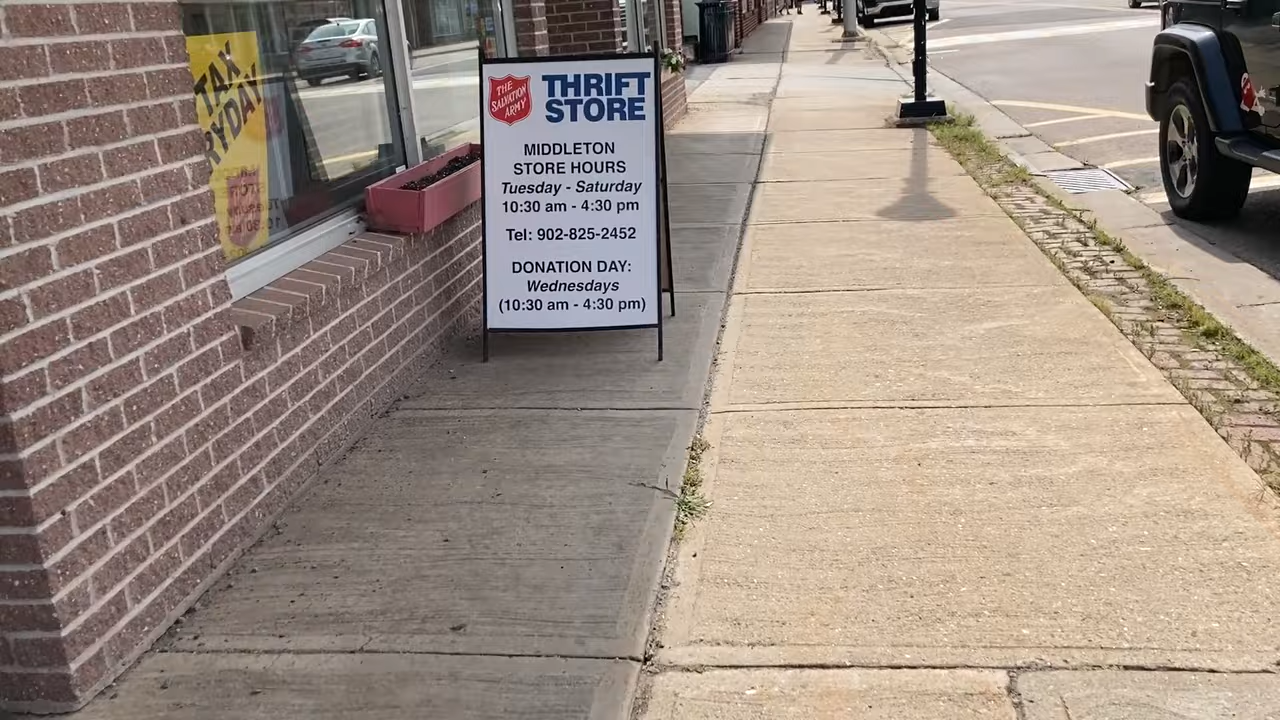 TAX
RYDAY
THE
SALVATION
ARMY
THRIFT
STORE
MIDDLETON
STORE HOURS
Tuesday - Saturday
10:30 am - 4:30 pm
Tel: 902-825-2452
DONATION DAY:
Wednesdays
(10:30 am - 4:30 pm)